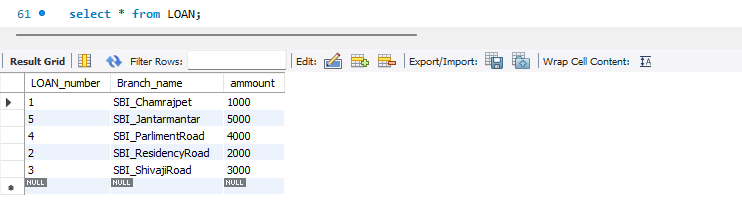 61 select * from LOAN;
Result Grid Filter Rows: Edit: Export/Import: Wrap Cell Content:
LOAN_number Branch_name ammount
1 SBI_Chamrajpet 1000
5 SBI_Jantarmantar 5000
4 SBI_ParlimentRoad 4000
2 SBI_ResidencyRoad 2000
3 SBI_ShivajiRoad 3000
NULL NULL NULL